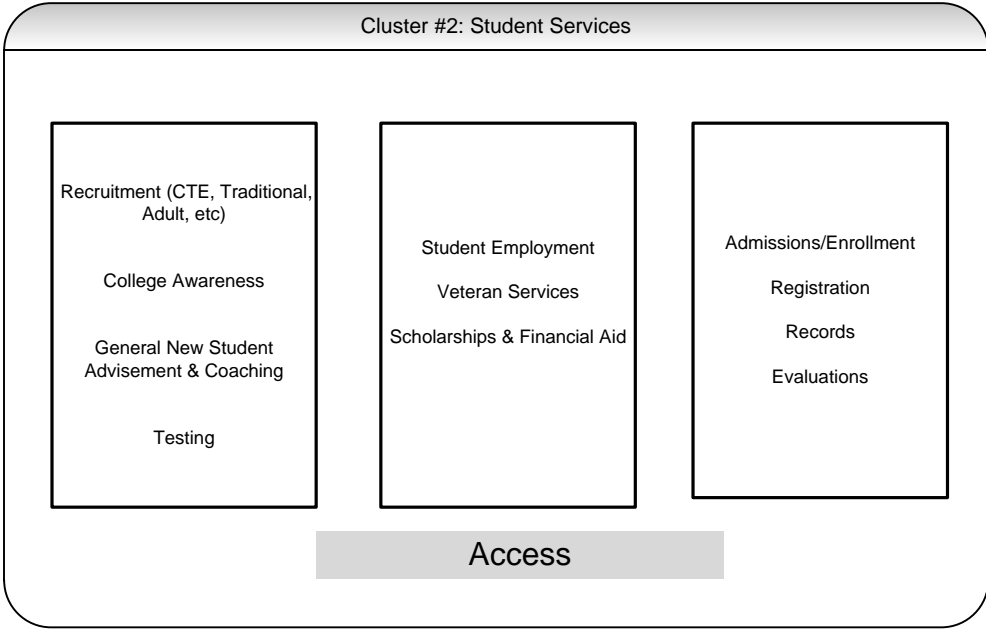 Cluster #2: Student Services
Recruitment (CTE, Traditional,
Adult, etc)
College Awareness
General New Student
Advisement & Coaching
Testing
Student Employment
Veteran Services
Scholarships & Financial Aid
Admissions/Enrollment
Registration
Records
Evaluations
Access